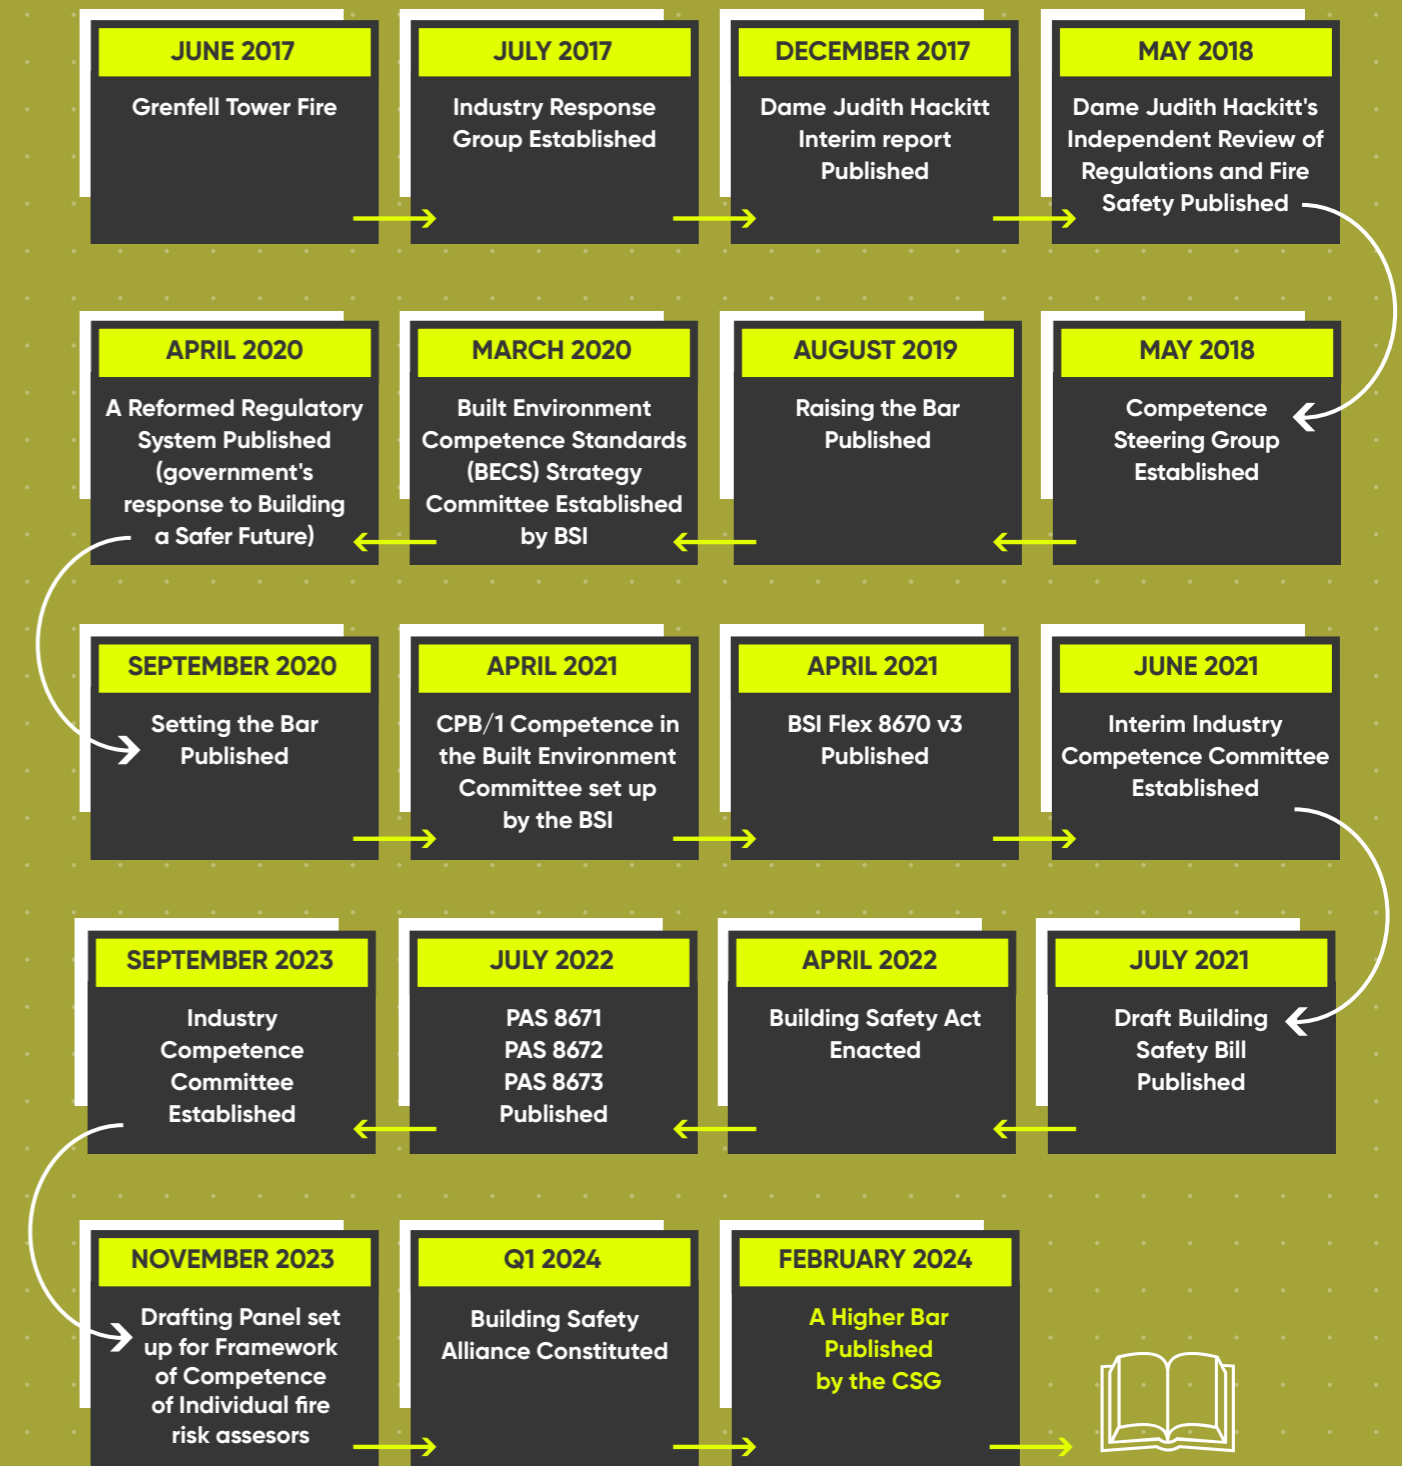 JUNE 2017
Grenfell Tower Fire
JULY 2017
Industry Response
Group Established
DECEMBER 2017
Dame Judith Hackitt
Interim report
Published
MAY 2018
Dame Judith Hackitt's
Independent Review of
Regulations and Fire
Safety Published
MAY 2018
Competence
Steering Group
Established
AUGUST 2019
Raising the Bar
Published
MARCH 2020
Built Environment
Competence Standards
(BECS) Strategy
Committee Established
by BSI
APRIL 2020
A Reformed Regulatory
System Published
(government's
response to Building
a Safer Future)
SEPTEMBER 2020
Setting the Bar
Published
APRIL 2021
CPB/1 Competence in
the Built Environment
Committee set up
by the BSI
APRIL 2021
BSI Flex 8670 v3
Published
JUNE 2021
Interim Industry
Competence Committee
Established
JULY 2021
Draft Building
Safety Bill
Published
APRIL 2022
Building Safety Act
Enacted
JULY 2022
PAS 8671
PAS 8672
PAS 8673
Published
SEPTEMBER 2023
Industry
Competence
Committee
Established
NOVEMBER 2023
Drafting Panel set
up for Framework
of Competence
of Individual fire
risk assesors
Q1 2024
Building Safety
Alliance Constituted
FEBRUARY 2024
A Higher Bar
Published
by the CSG